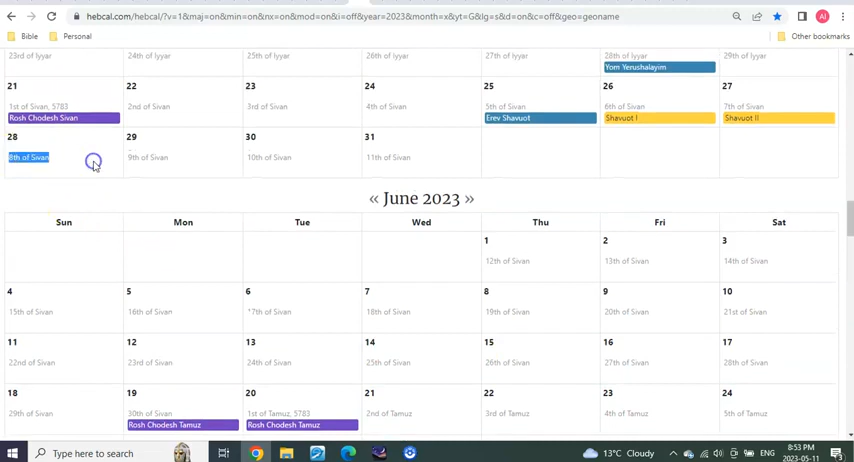 hebcal.com/hebcal/?v=1&maj=on&min=on&nx=on&mod=on&i=off&year=2023&month=x&yt=G&lg=s&d=on&c=off&geo=geoname
AI
Bible Personal Other bookmarks
23rd of Iyyar 24th of Iyyar 25th of Iyyar 26th of Iyyar 27th of Iyyar 28th of Iyyar 29th of Iyyar
Yom Yerushalayim
21 22 23 24 25 26 27
1st of Sivan, 5783 2nd of Sivan 3rd of Sivan 4th of Sivan 5th of Sivan 6th of Sivan 7th of Sivan
Rosh Chodesh Sivan Erev Shavuot Shavuot I Shavuot II
28 29 30 31
8th of Sivan 9th of Sivan 10th of Sivan 11th of Sivan
« June 2023 »
Sun Mon Tue Wed Thu Fri Sat
1 2 3
12th of Sivan 13th of Sivan 14th of Sivan
4 5 6 7 8 9 10
15th of Sivan 16th of Sivan 17th of Sivan 18th of Sivan 19th of Sivan 20th of Sivan 21st of Sivan
11 12 13 14 15 16 17
22nd of Sivan 23rd of Sivan 24th of Sivan 25th of Sivan 26th of Sivan 27th of Sivan 28th of Sivan
18 19 20 21 22 23 24
29th of Sivan 30th of Sivan 1st of Tamuz, 5783 2nd of Tamuz 3rd of Tamuz 4th of Tamuz 5th of Tamuz
Rosh Chodesh Tamuz Rosh Chodesh Tamuz
Type here to search 13°C Cloudy ENG 8:53 PM
2023-05-11
3